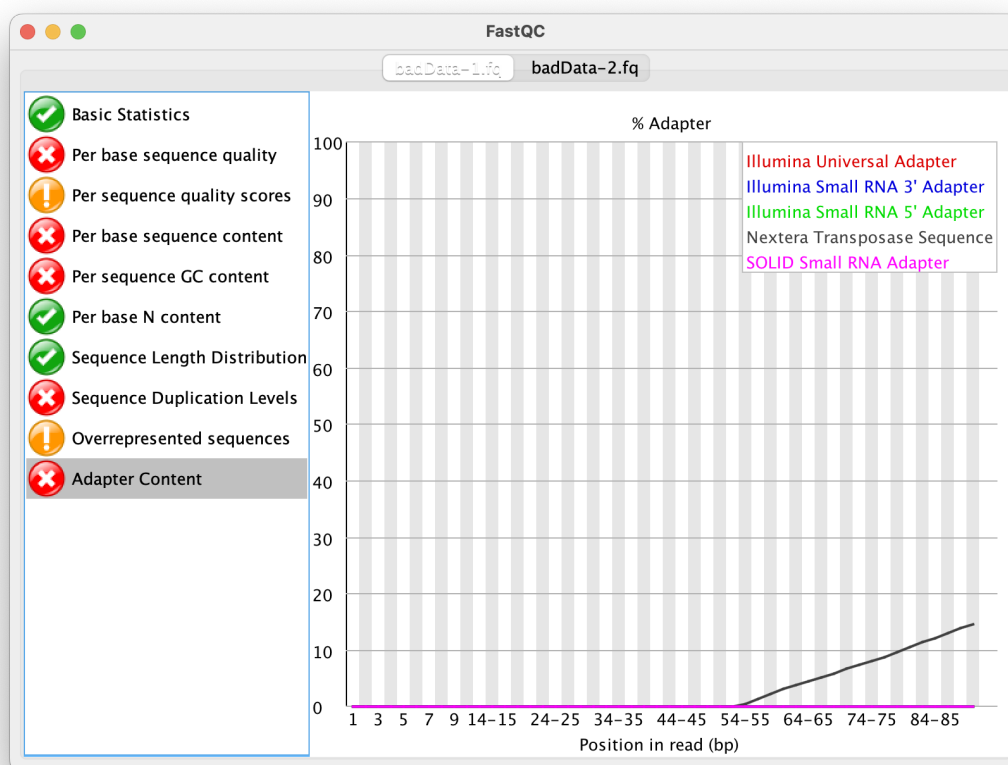 FastQC
badData-1.fq
badData-2.fq
Basic Statistics
Per base sequence quality
Per sequence quality scores
Per base sequence content
Per sequence GC content
Per base N content
Sequence Length Distribution
Sequence Duplication Levels
Overrepresented sequences
Adapter Content
% Adapter
Illumina Universal Adapter
Illumina Small RNA 3' Adapter
Illumina Small RNA 5' Adapter
Nextera Transposase Sequence
SOLID Small RNA Adapter
100
90
80
70
60
50
40
30
20
10
0
1 3 5 7 9 14-15 24-25 34-35 44-45 54-55 64-65 74-75 84-85
Position in read (bp)